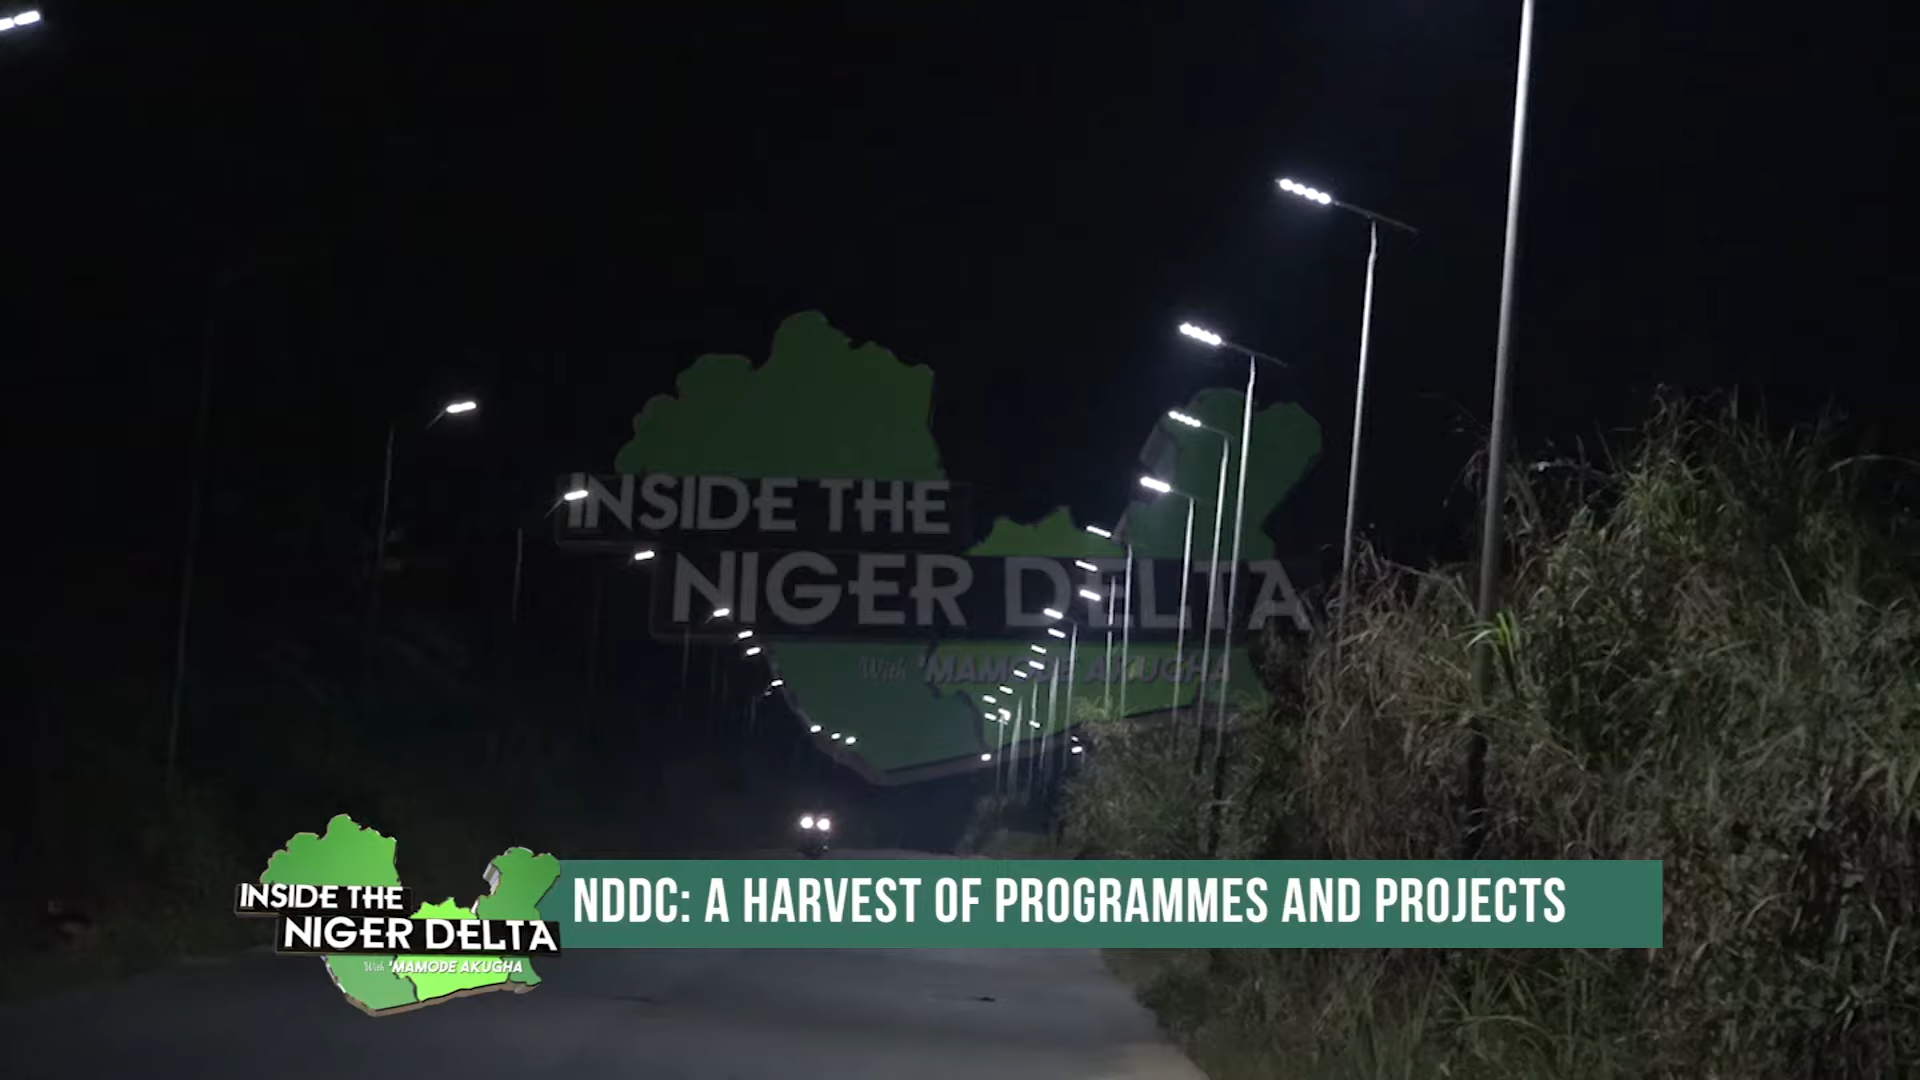 INSIDE THE
NIGER DELTA
With 'MAMODE AKUGHA
INSIDE THE
NIGER DELTA
With 'MAMODE AKUGHA
NDDC: A HARVEST OF PROGRAMMES AND PROJECTS